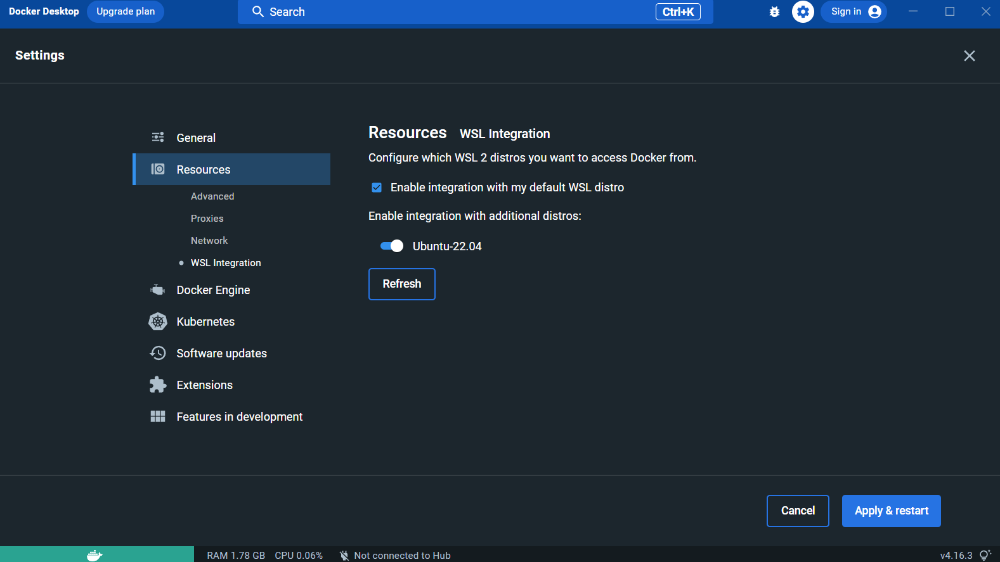 Docker Desktop Upgrade plan Search Ctrl+K Sign in
Settings
General
Resources
Advanced
Proxies
Network
WSL Integration
Docker Engine
Kubernetes
Software updates
Extensions
Features in development
Resources WSL Integration
Configure which WSL 2 distros you want to access Docker from.
Enable integration with my default WSL distro
Enable integration with additional distros:
Ubuntu-22.04
Refresh
Cancel Apply & restart
RAM 1.78 GB CPU 0.06% Not connected to Hub v4.16.3